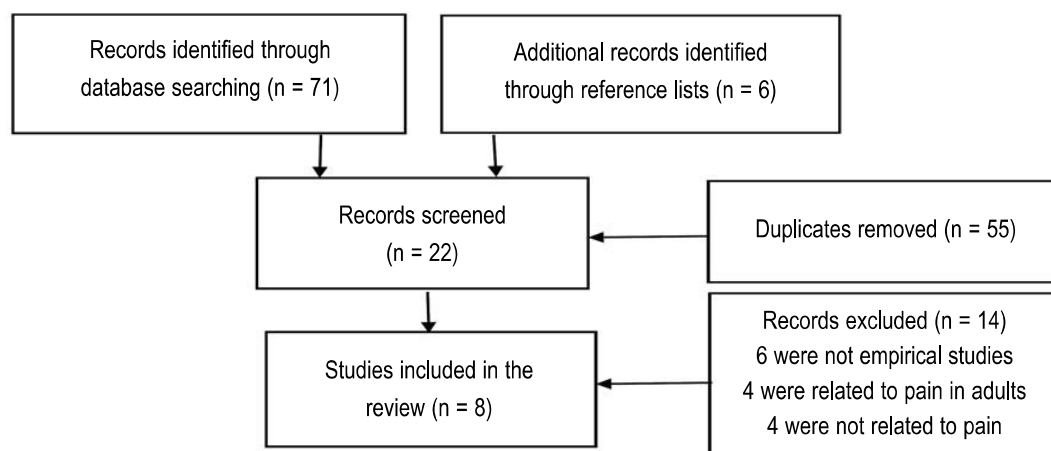 Records identified through
database searching (n = 71)
Additional records identified
through reference lists (n = 6)
Records screened
(n = 22)
Duplicates removed (n = 55)
Studies included in the
review (n = 8)
Records excluded (n = 14)
6 were not empirical studies
4 were related to pain in adults
4 were not related to pain